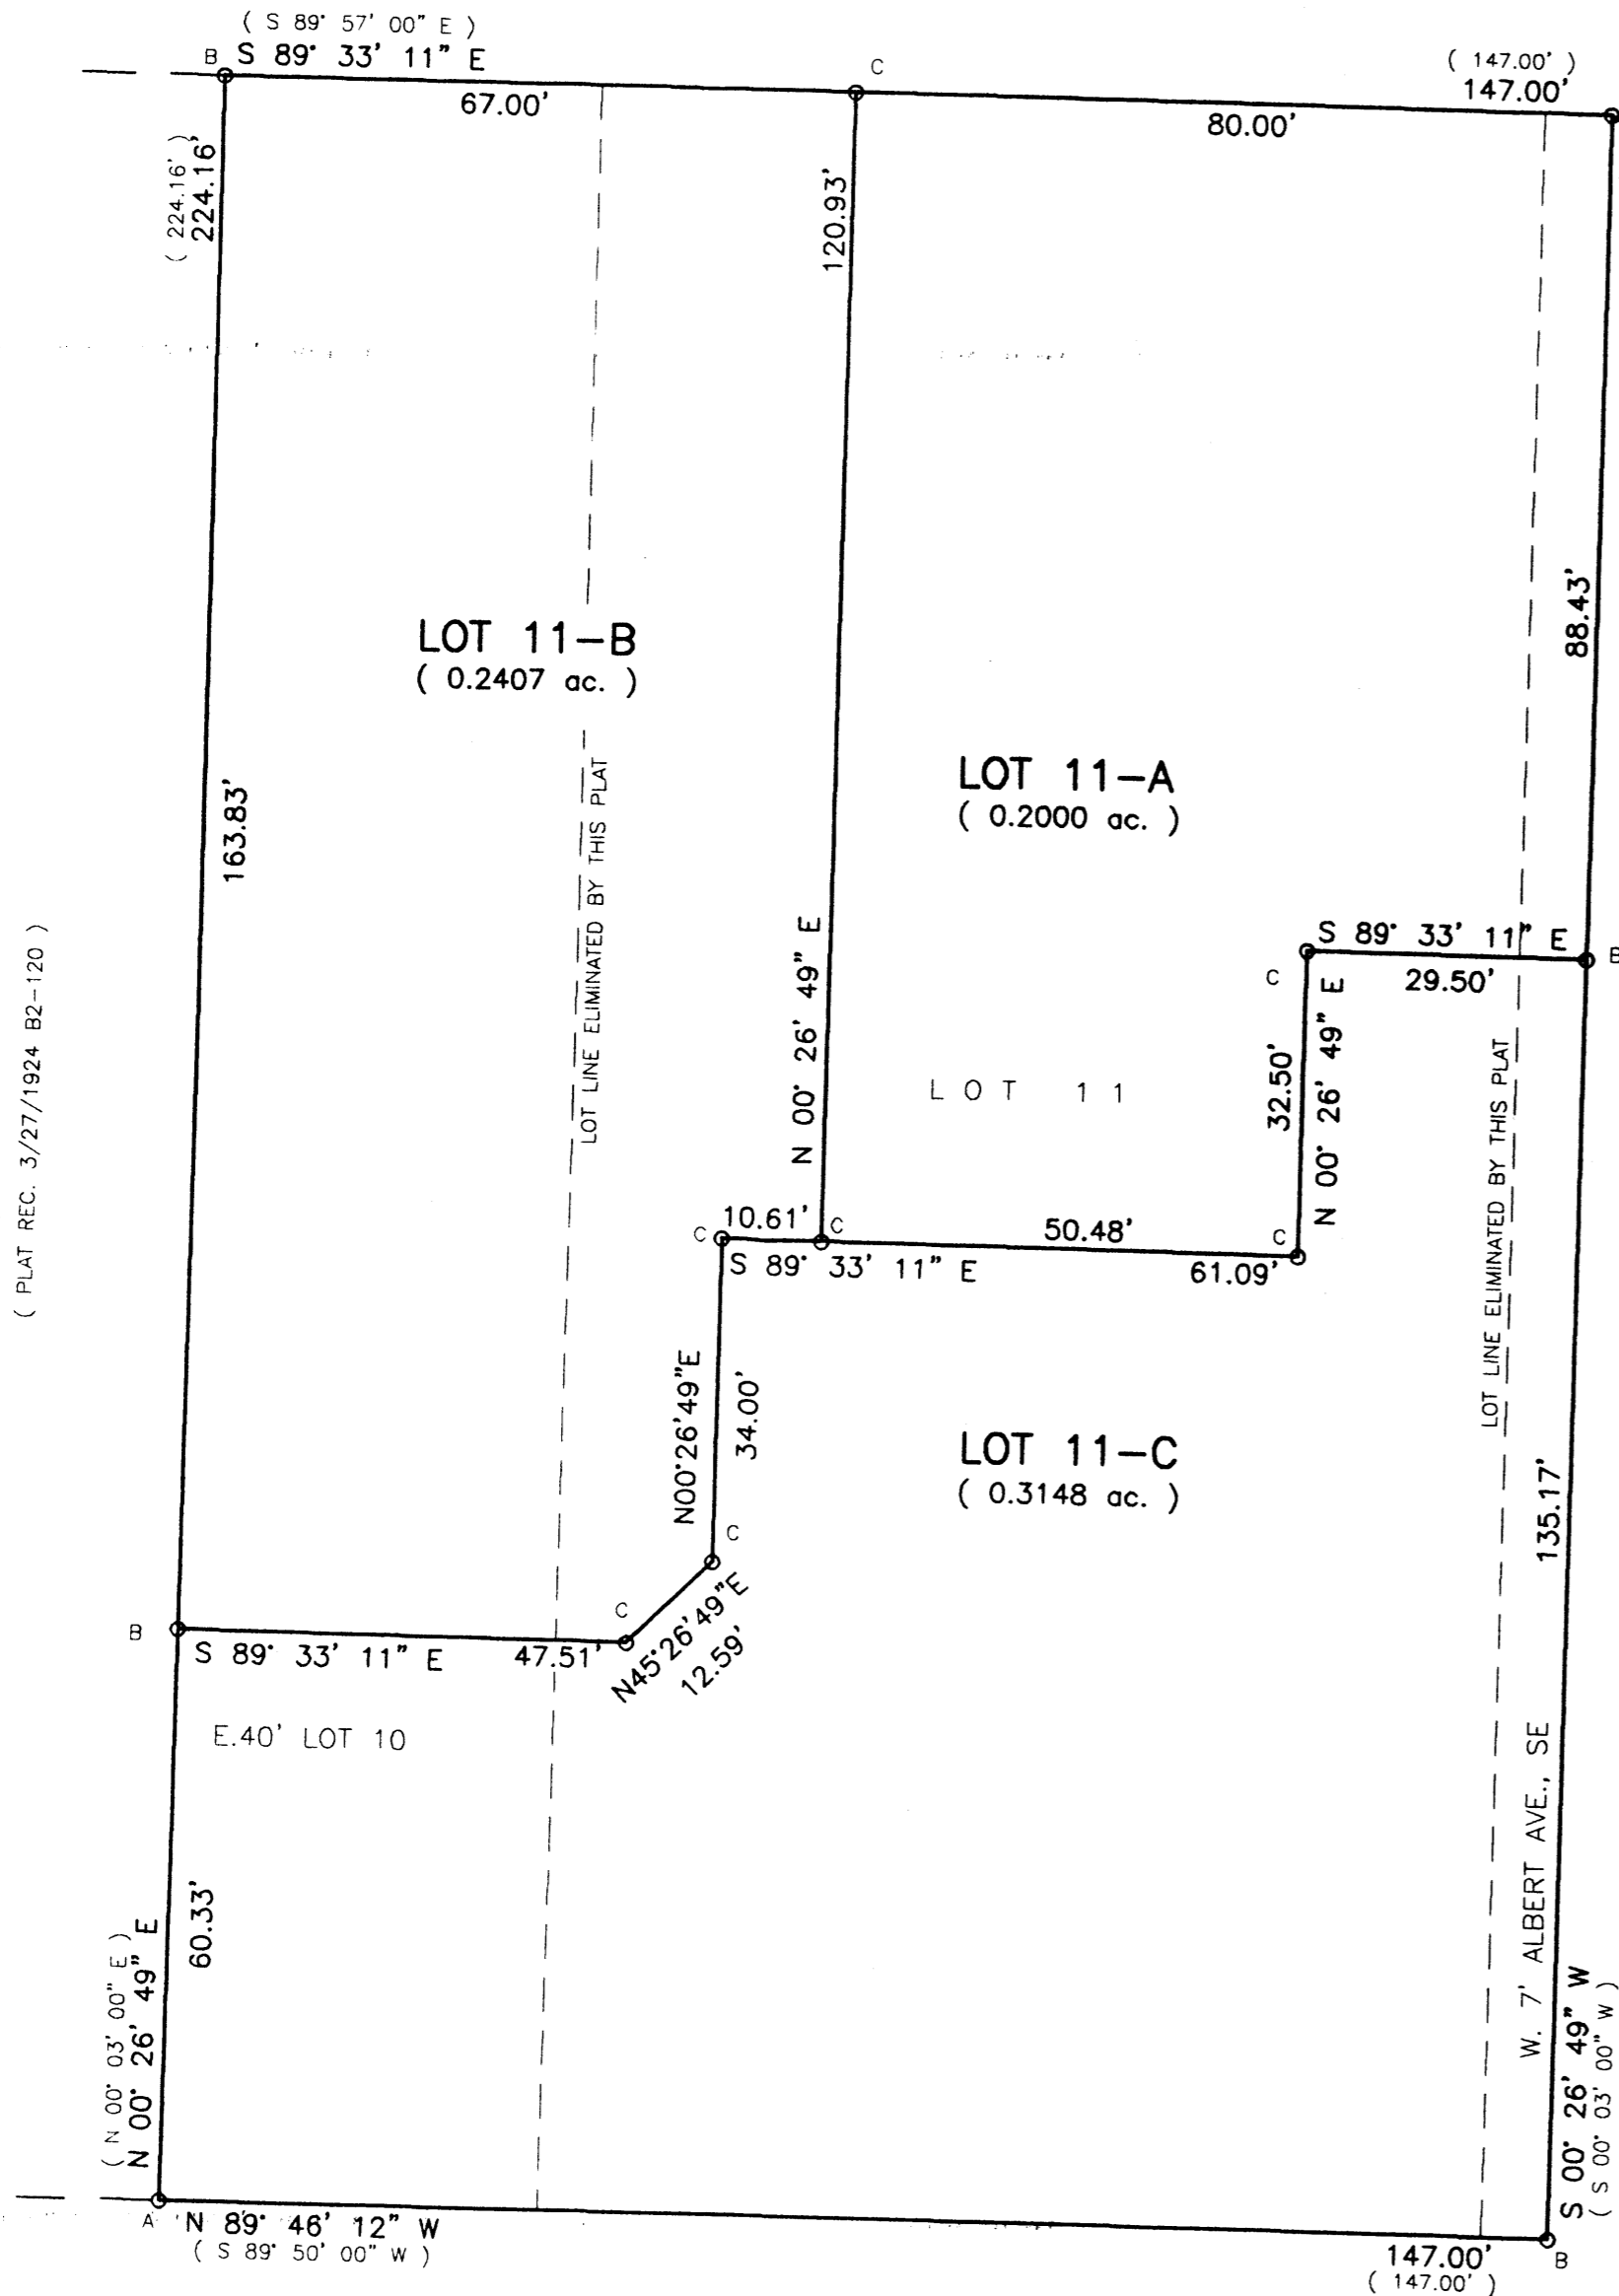 ( S 89° 57' 00" E )
B S 89° 33' 11" E
C
( 147.00' )
147.00'
67.00'
80.00'
( 224.16' )
224.16'
120.93'
88.43'
LOT 11-B
( 0.2407 ac. )
LOT 11-A
( 0.2000 ac. )
163.83'
LOT LINE ELIMINATED BY THIS PLAT
( PLAT REC. 3/27/1924 B2-120 )
N 00° 26' 49" E
S 89° 33' 11" E
B
C
29.50'
32.50'
N 00° 26' 49" E
LOT 11
LOT LINE ELIMINATED BY THIS PLAT
10.61'
C
C
50.48'
C
S 89° 33' 11" E
61.09'
N00°26'49"E
34.00'
LOT 11-C
( 0.3148 ac. )
135.17'
C
C
B
S 89° 33' 11" E
47.51'
N45°26'49"E
12.59'
E.40' LOT 10
W. 7' ALBERT AVE., SE
60.33'
( N 00° 03' 00" E )
N 00° 26' 49" E
S 00° 26' 49" W
( S 00° 03' 00" W )
A N 89° 46' 12" W
( S 89° 50' 00" W )
147.00'
( 147.00' )
B